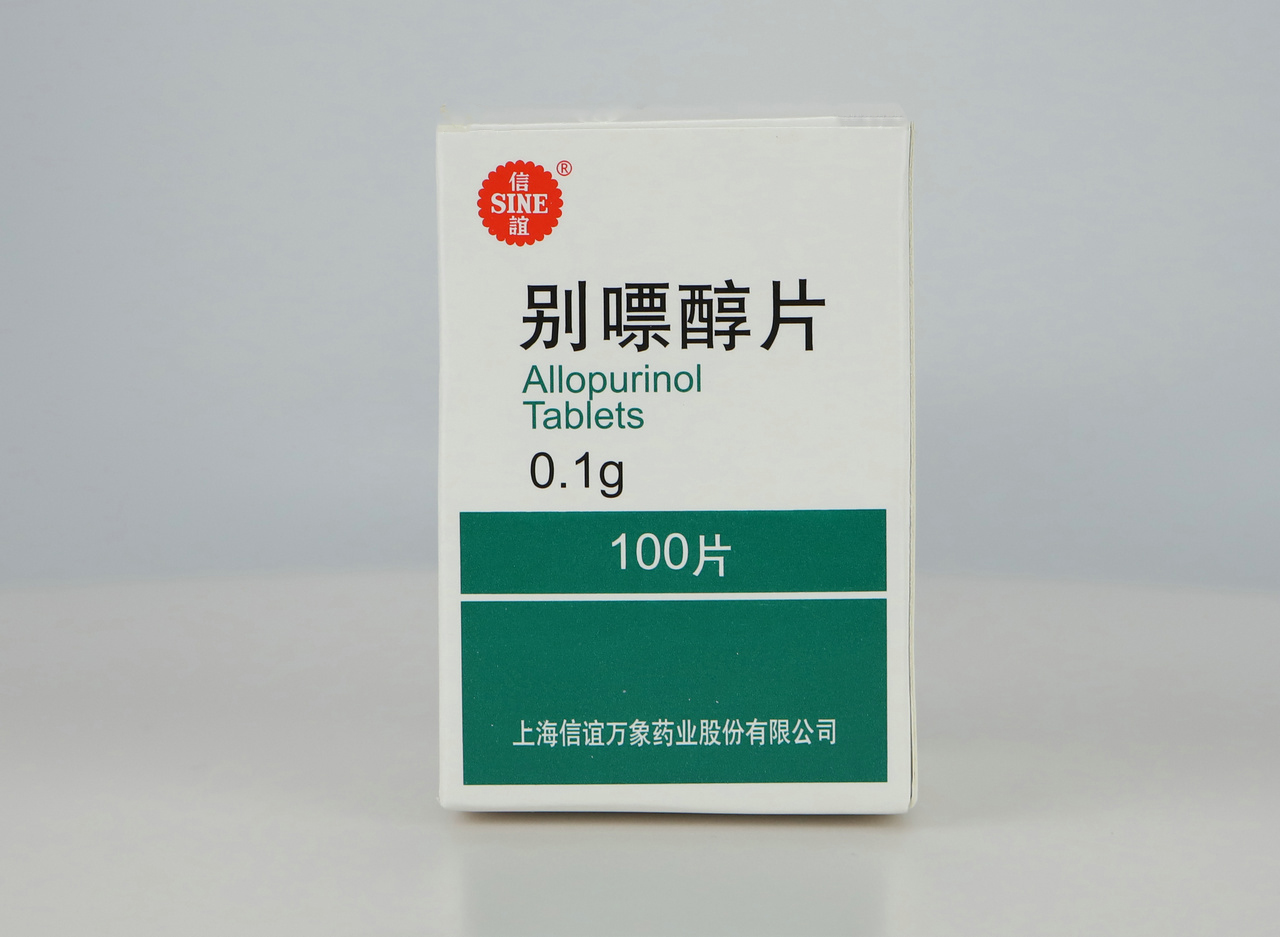 ®
信
SINE
誼
别嘌醇片
Allopurinol
Tablets
0.1g
100片
上海信谊万象药业股份有限公司